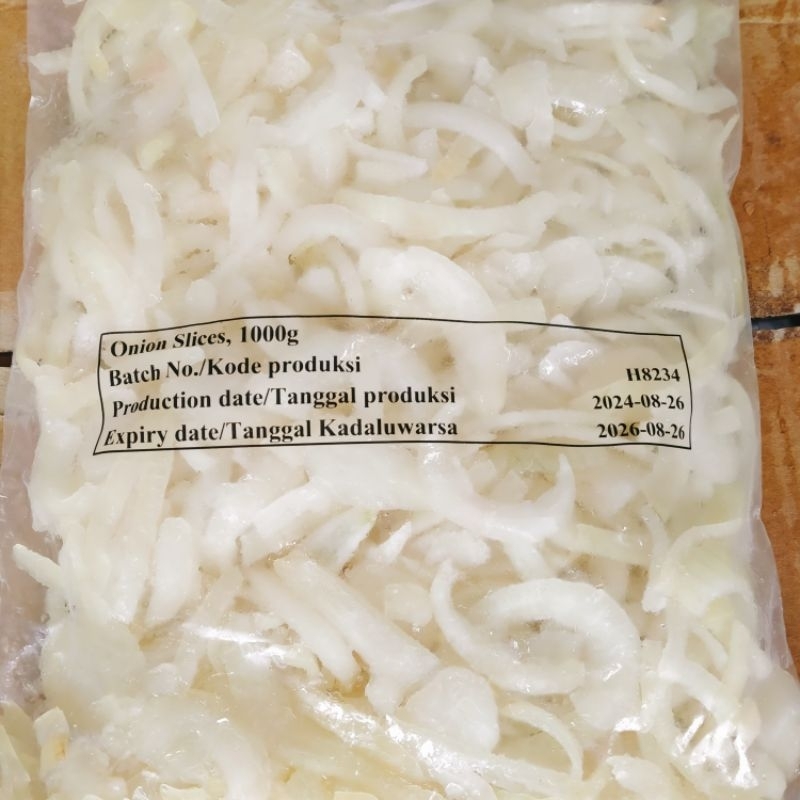 Onion Slices, 1000g
Batch No./Kode produksi H8234
Production date/Tanggal produksi 2024-08-26
Expiry date/Tanggal Kadaluwarsa 2026-08-26